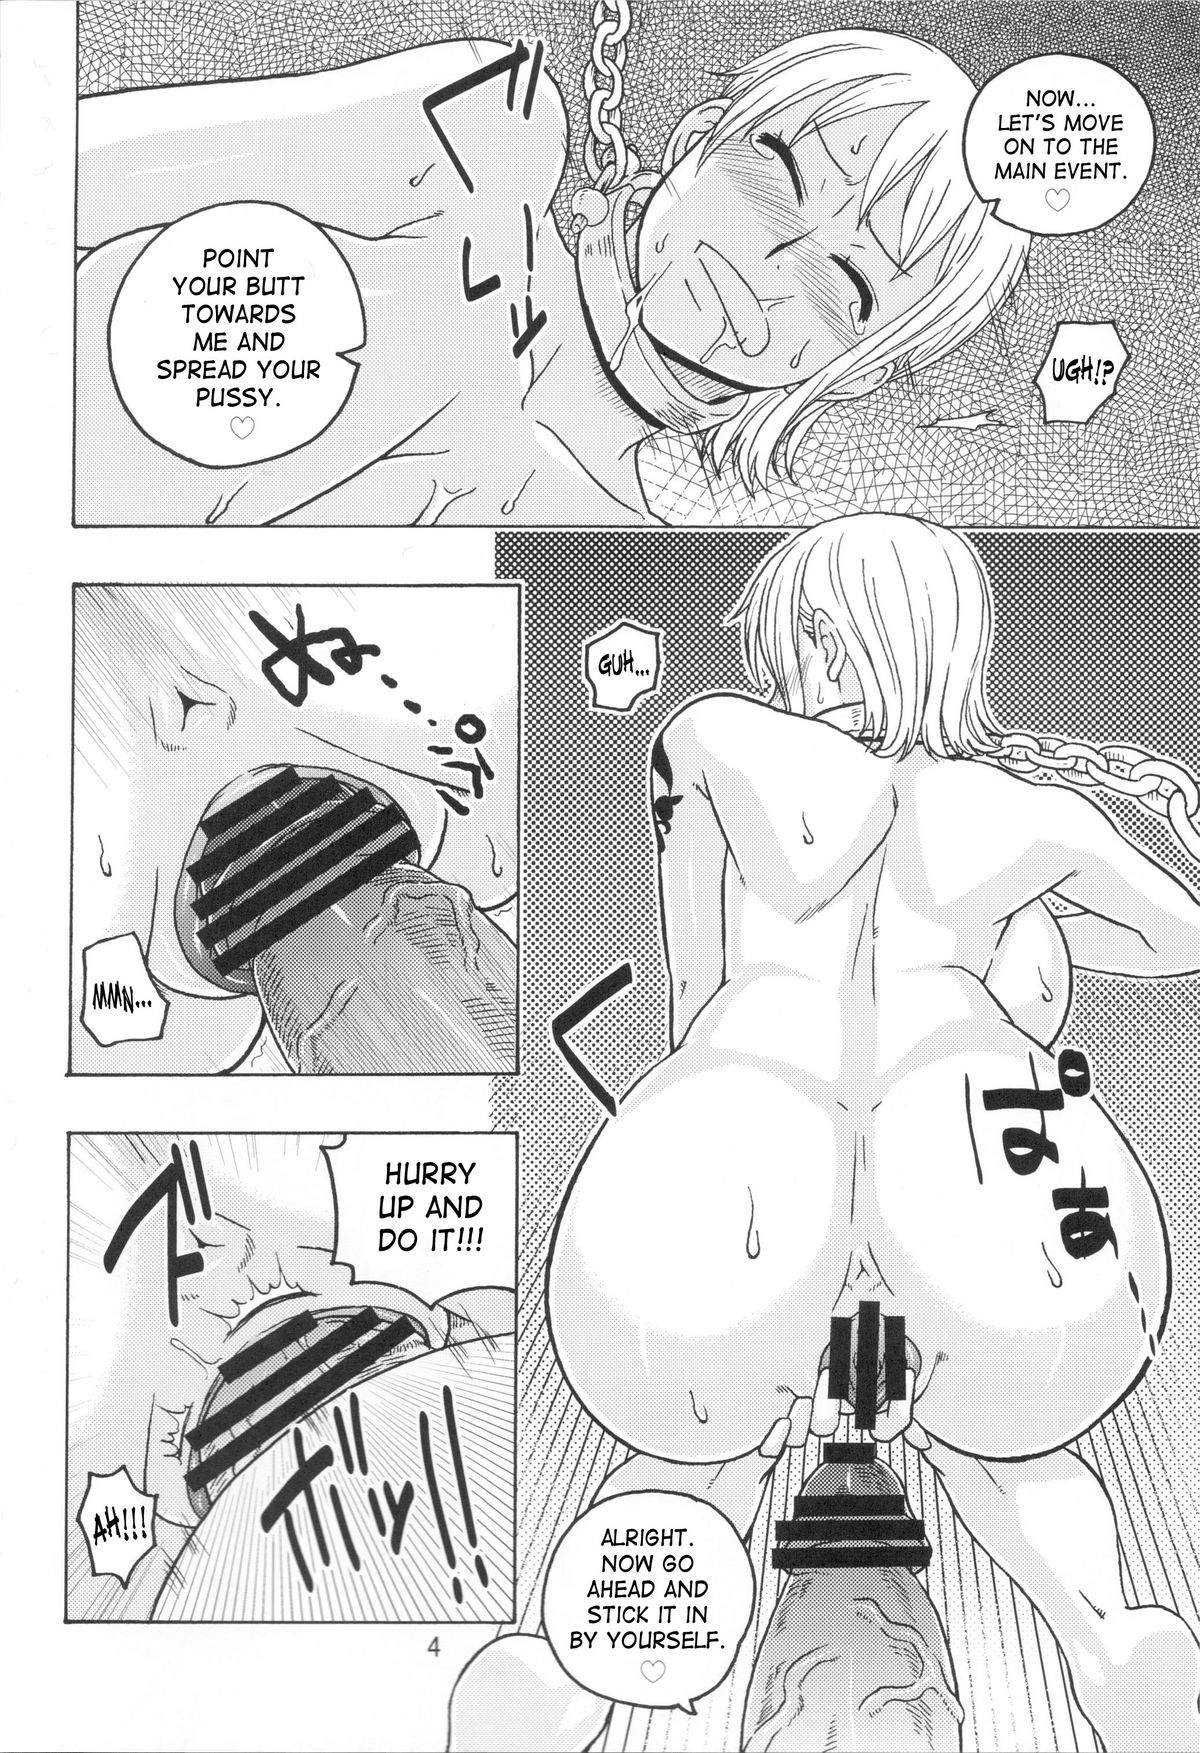 NOW...
LET'S MOVE
ON TO THE
MAIN EVENT.
♡
UGH!?
POINT
YOUR BUTT
TOWARDS
ME AND
SPREAD YOUR
PUSSY.
♡
GUH...
ALRIGHT.
NOW GO
AHEAD AND
STICK IT IN
BY YOURSELF.
♡
MMN...
HURRY
UP AND
DO IT!!!
AH!!!
4